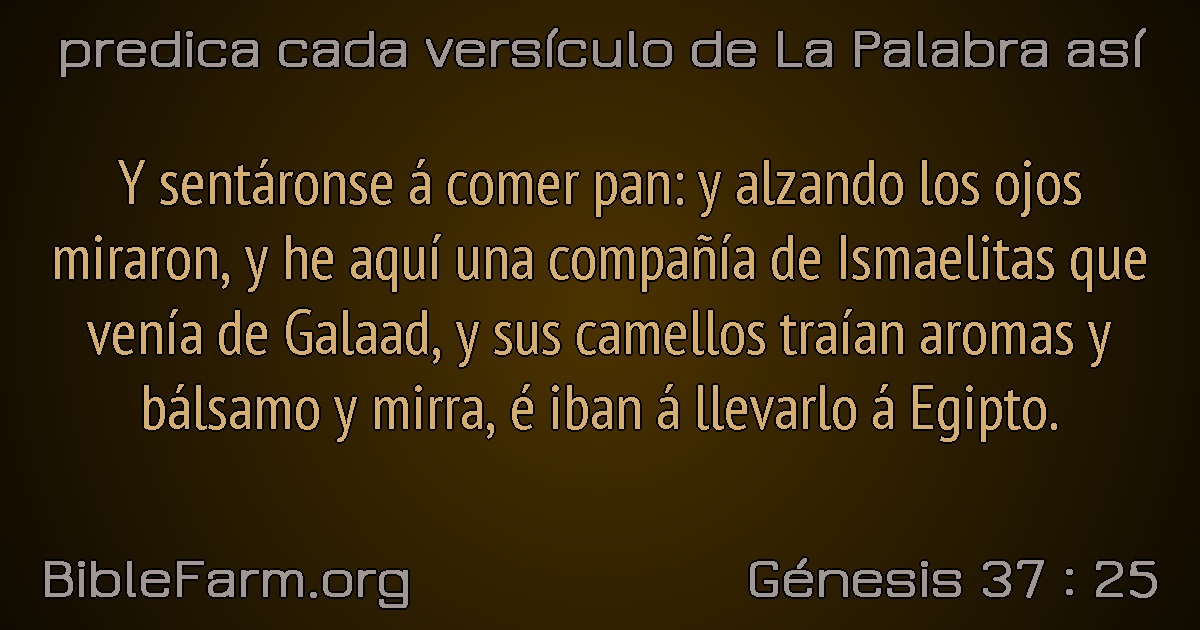 predica cada versículo de La Palabra así
Y sentáronse á comer pan: y alzando los ojos
miraron, y he aquí una compañía de Ismaelitas que
venía de Galaad, y sus camellos traían aromas y
bálsamo y mirra, é iban á llevarlo á Egipto.
BibleFarm.org
Génesis 37 : 25